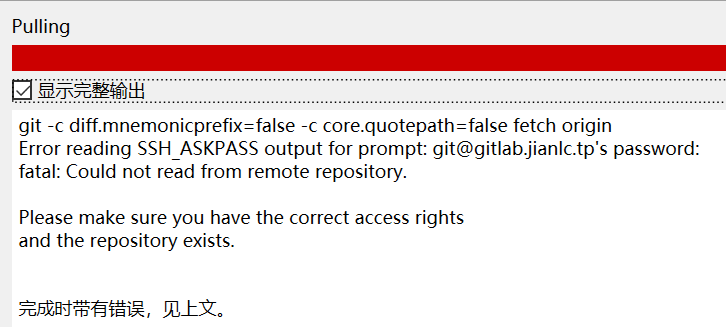 Pulling
显示完整输出
git -c diff.mnemonicprefix=false -c core.quotepath=false fetch origin
Error reading SSH_ASKPASS output for prompt: git@gitlab.jianlc.tp's password:
fatal: Could not read from remote repository.
Please make sure you have the correct access rights
and the repository exists.
完成时带有错误，见上文。